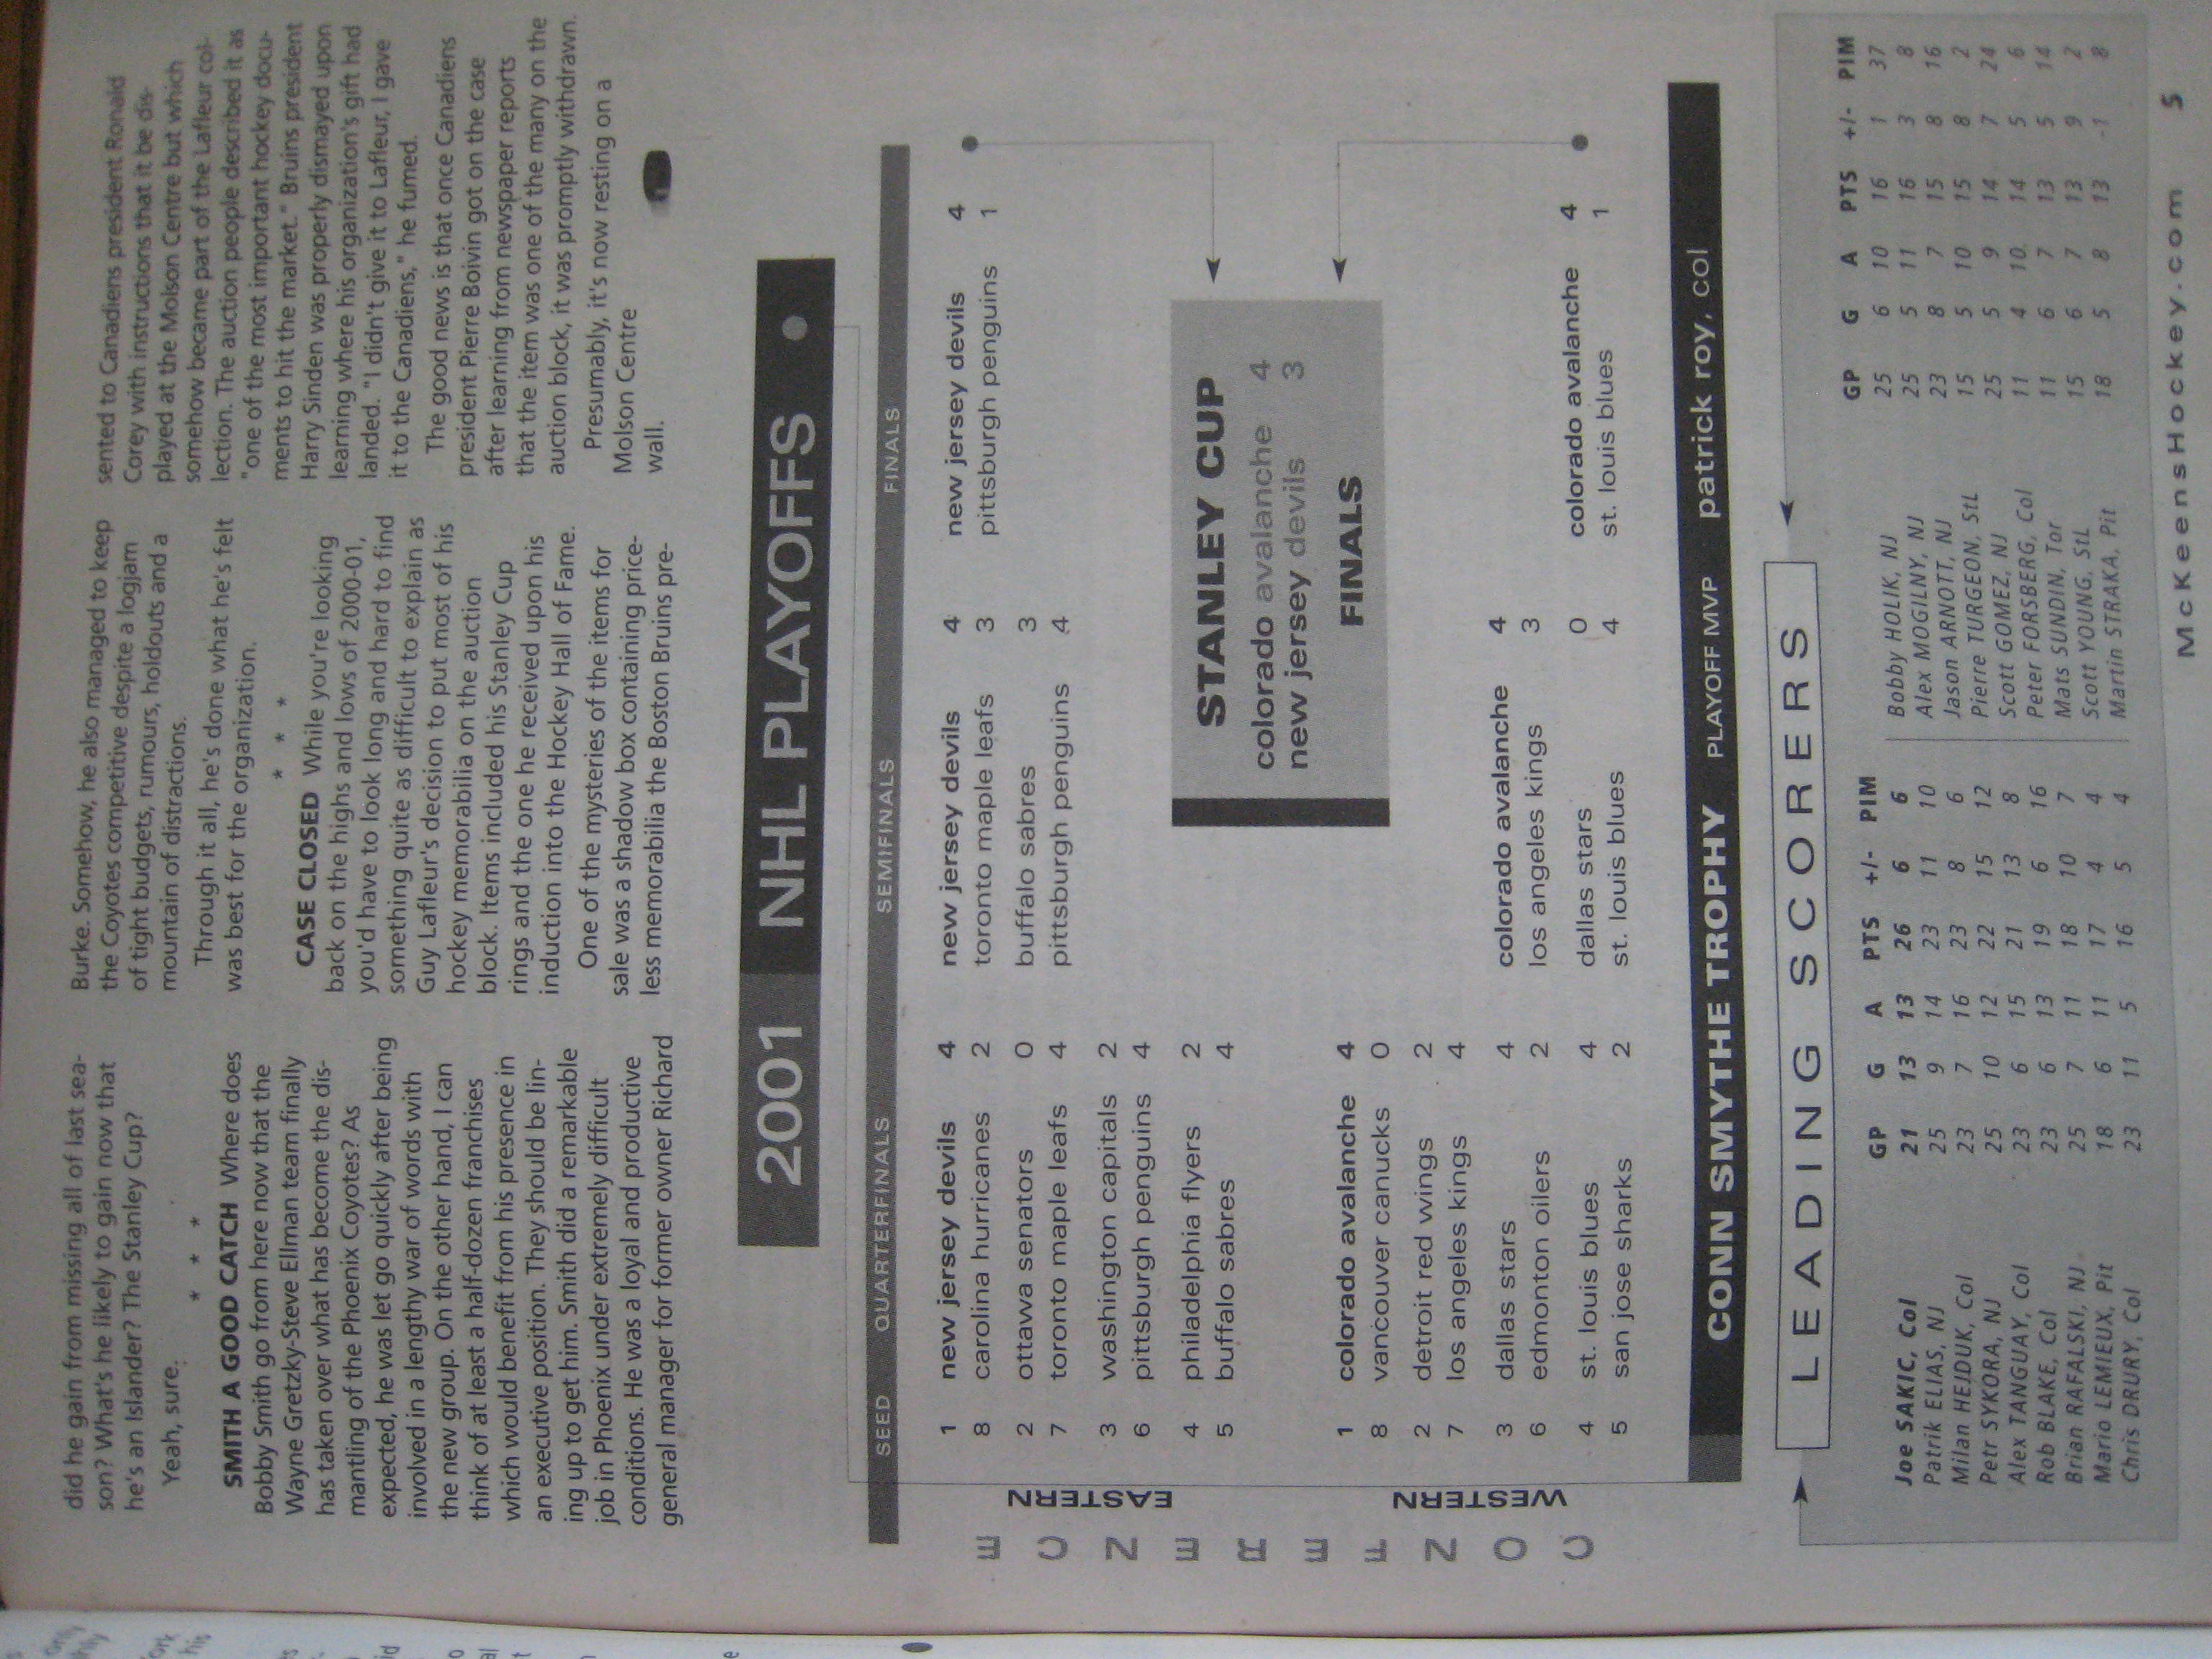 did he gain from missing all of last sea-
son? What's he likely to gain now that
he's an Islander? The Stanley Cup?
Yeah, sure.
* * *
SMITH A GOOD CATCH Where does
Bobby Smith go from here now that the
Wayne Gretzky-Steve Ellman team finally
has taken over what has become the dis-
mantling of the Phoenix Coyotes? As
expected, he was let go quickly after being
involved in a lengthy war of words with
the new group. On the other hand, I can
think of at least a half-dozen franchises
which would benefit from his presence in
an executive position. They should be lin-
ing up to get him. Smith did a remarkable
job in Phoenix under extremely difficult
conditions. He was a loyal and productive
general manager for former owner Richard
Burke. Somehow, he also managed to keep
the Coyotes competitive despite a logjam
of tight budgets, rumours, holdouts and a
mountain of distractions.
Through it all, he's done what he's felt
was best for the organization.
* * *
CASE CLOSED While you're looking
back on the highs and lows of 2000-01,
you'd have to look long and hard to find
something quite as difficult to explain as
Guy Lafleur's decision to put most of his
hockey memorabilia on the auction
block. Items included his Stanley Cup
rings and the one he received upon his
induction into the Hockey Hall of Fame.
One of the mysteries of the items for
sale was a shadow box containing price-
less memorabilia the Boston Bruins pre-
sented to Canadiens president Ronald
Corey with instructions that it be dis-
played at the Molson Centre but which
somehow became part of the Lafleur col-
lection. The auction people described it as
"one of the most important hockey docu-
ments to hit the market." Bruins president
Harry Sinden was properly dismayed upon
learning where his organization's gift had
landed. "I didn't give it to Lafleur, I gave
it to the Canadiens," he fumed.
The good news is that once Canadiens
president Pierre Boivin got on the case
after learning from newspaper reports
that the item was one of the many on the
auction block, it was promptly withdrawn.
Presumably, it's now resting on a
Molson Centre
wall.
2001 NHL PLAYOFFS
SEED QUARTERFINALS SEMIFINALS FINALS
CONFERENCE
EASTERN
1 new jersey devils 4
8 carolina hurricanes 2
2 ottawa senators 0
7 toronto maple leafs 4
3 washington capitals 2
6 pittsburgh penguins 4
4 philadelphia flyers 2
5 buffalo sabres 4
new jersey devils 4
toronto maple leafs 3
buffalo sabres 3
pittsburgh penguins 4
new jersey devils 4
pittsburgh penguins 1
STANLEY CUP
colorado avalanche 4
new jersey devils 3
FINALS
WESTERN
1 colorado avalanche 4
8 vancouver canucks 0
2 detroit red wings 2
7 los angeles kings 4
3 dallas stars 4
6 edmonton oilers 2
4 st. louis blues 4
5 san jose sharks 2
colorado avalanche 4
los angeles kings 3
dallas stars 0
st. louis blues 4
colorado avalanche 4
st. louis blues 1
CONN SMYTHE TROPHY PLAYOFF MVP patrick roy, col
LEADING SCORERS
GP G A PTS +/- PIM
Joe SAKIC, Col 21 13 13 26 6 6
Patrik ELIAS, NJ 25 9 14 23 11 10
Milan HEJDUK, Col 23 7 16 23 8 6
Petr SYKORA, NJ 25 10 12 22 15 12
Alex TANGUAY, Col 23 6 15 21 13 8
Rob BLAKE, Col 23 6 13 19 6 16
Brian RAFALSKI, NJ 25 7 11 18 10 7
Mario LEMIEUX, Pit 18 6 11 17 4 4
Chris DRURY, Col 23 11 5 16 5 4
GP G A PTS +/- PIM
Bobby HOLIK, NJ 25 6 10 16 1 37
Alex MOGILNY, NJ 25 5 11 16 3 8
Jason ARNOTT, NJ 23 8 7 15 8 16
Pierre TURGEON, StL 15 5 10 15 8 2
Scott GOMEZ, NJ 25 5 9 14 7 24
Peter FORSBERG, Col 11 4 10 14 5 6
Mats SUNDIN, Tor 11 6 7 13 5 14
Scott YOUNG, StL 15 6 7 13 9 2
Martin STRAKA, Pit 18 5 8 13 -1 8
McKeensHockey.com 5